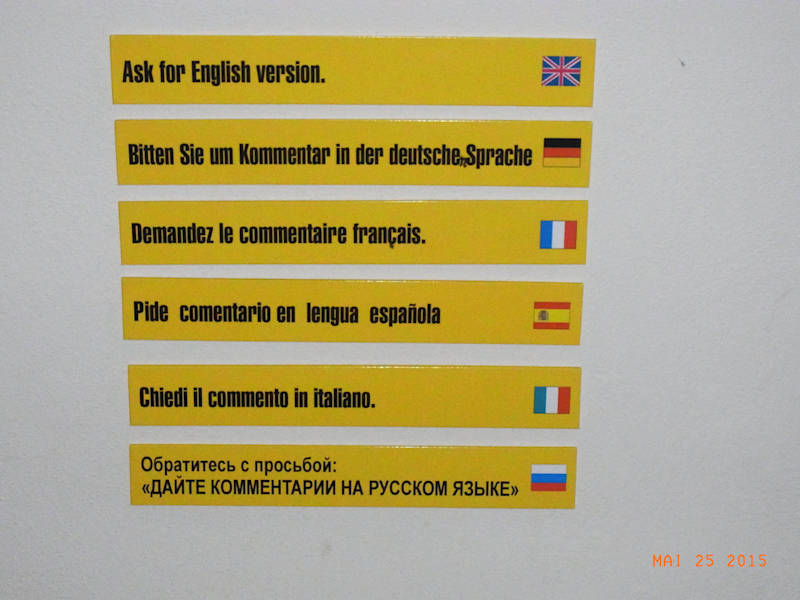 Ask for English version.
Bitten Sie um Kommentar in der deutschen Sprache
Demandez le commentaire français.
Pide comentario en lengua española
Chiedi il commento in italiano.
Обратитесь с просьбой:
«ДАЙТЕ КОММЕНТАРИИ НА РУССКОМ ЯЗЫКЕ»
MAI 25 2015